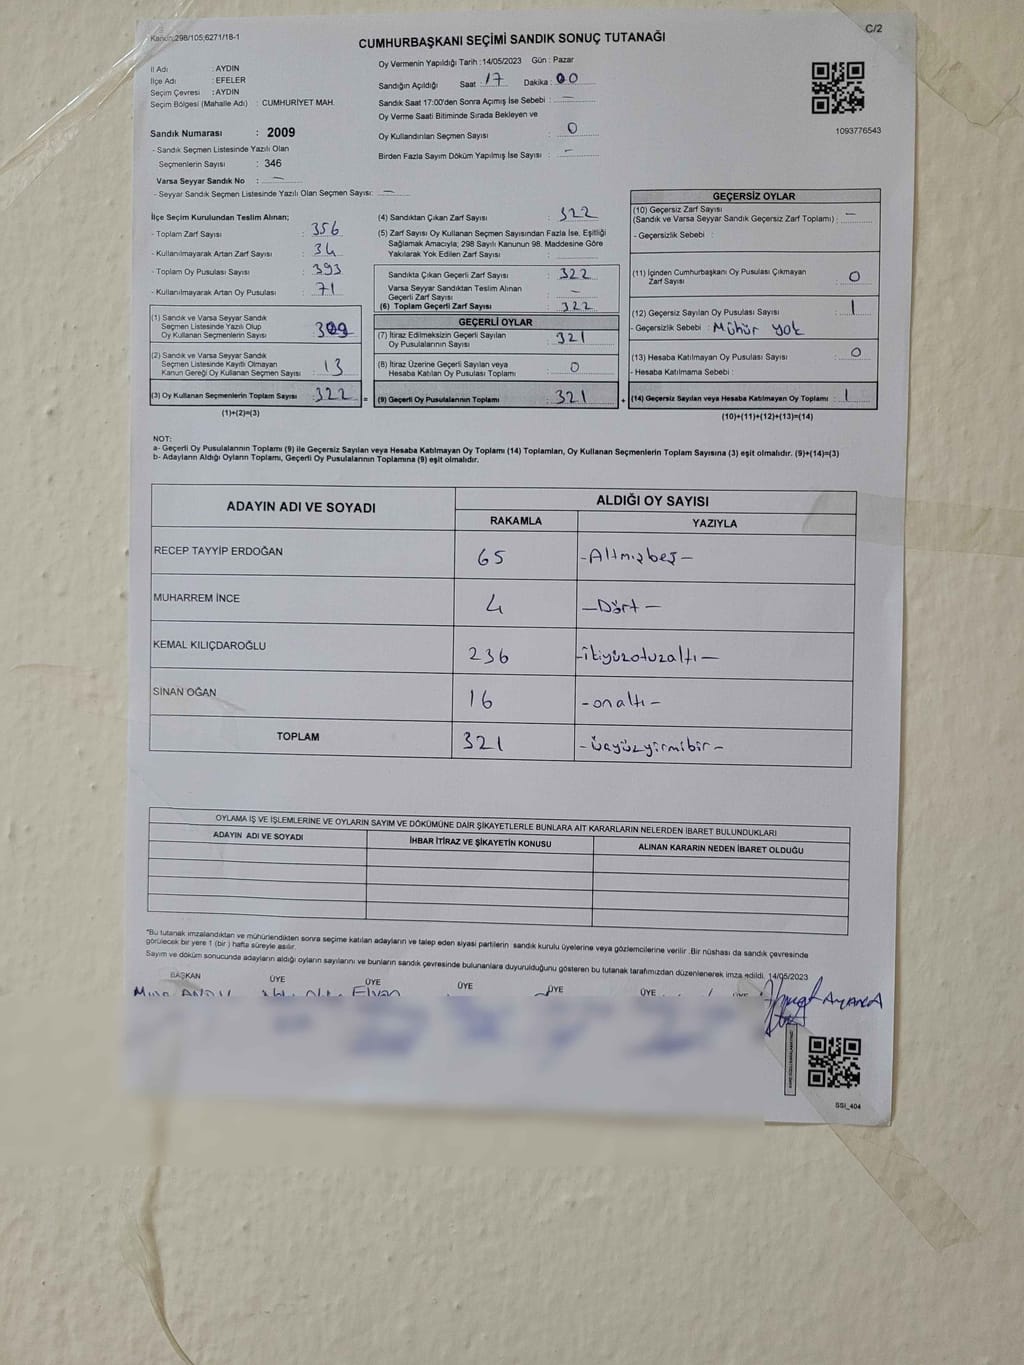 Kanun:298/105;6271/18-1
C/2
CUMHURBAŞKANI SEÇİMİ SANDIK SONUÇ TUTANAĞI
İl Adı : AYDIN
İlçe Adı : EFELER
Seçim Çevresi : AYDIN
Seçim Bölgesi (Mahalle Adı) : CUMHURİYET MAH.
Sandık Numarası : 2009
- Sandık Seçmen Listesinde Yazılı Olan
Seçmenlerin Sayısı : 346
Varsa Seyyar Sandık No : —
- Seyyar Sandık Seçmen Listesinde Yazılı Olan Seçmen Sayısı: —
Oy Vermenin Yapıldığı Tarih :14/05/2023 Gün : Pazar
Sandığın Açıldığı Saat : 17 Dakika : 00
Sandık Saat 17:00'den Sonra Açımış İse Sebebi : —
Oy Verme Saati Bitiminde Sırada Bekleyen ve
Oy Kullandırılan Seçmen Sayısı : 0
Birden Fazla Sayım Döküm Yapılmış İse Sayısı : —
1093776543
İlçe Seçim Kurulundan Teslim Alınan;
- Toplam Zarf Sayısı : 356
- Kullanılmayarak Artan Zarf Sayısı : 34
- Toplam Oy Pusulası Sayısı : 393
- Kullanılmayarak Artan Oy Pusulası : 71
(1) Sandık ve Varsa Seyyar Sandık
Seçmen Listesinde Yazılı Olup
Oy Kullanan Seçmenlerin Sayısı : 309
(2) Sandık ve Varsa Seyyar Sandık
Seçmen Listesinde Kayıtlı Olmayan
Kanun Gereği Oy Kullanan Seçmen Sayısı : 13
(3) Oy Kullanan Seçmenlerin Toplam Sayısı : 322 =
(1)+(2)=(3)
(4) Sandıktan Çıkan Zarf Sayısı : 322
(5) Zarf Sayısı Oy Kullanan Seçmen Sayısından Fazla İse, Eşitliği
Sağlamak Amacıyla; 298 Sayılı Kanunun 98. Maddesine Göre
Yakılarak Yok Edilen Zarf Sayısı :
Sandıkta Çıkan Geçerli Zarf Sayısı : 322
Varsa Seyyar Sandıktan Teslim Alınan
Geçerli Zarf Sayısı : —
(6) Toplam Geçerli Zarf Sayısı : 322
GEÇERLİ OYLAR
(7) İtiraz Edilmeksizin Geçerli Sayılan
Oy Pusulalarının Sayısı : 321
(8) İtiraz Üzerine Geçerli Sayılan veya
Hesaba Katılan Oy Pusulası Toplamı : 0
(9) Geçerli Oy Pusulalarının Toplamı : 321 +
GEÇERSİZ OYLAR
(10) Geçersiz Zarf Sayısı
(Sandık ve Varsa Seyyar Sandık Geçersiz Zarf Toplamı) : —
- Geçersizlik Sebebi :
(11) İçinden Cumhurbaşkanı Oy Pusulası Çıkmayan
Zarf Sayısı : 0
(12) Geçersiz Sayılan Oy Pusulası Sayısı : 1
- Geçersizlik Sebebi : Mühür yok
(13) Hesaba Katılmayan Oy Pusulası Sayısı : 0
- Hesaba Katılmama Sebebi :
(14) Geçersiz Sayılan veya Hesaba Katılmayan Oy Toplamı : 1
(10)+(11)+(12)+(13)=(14)
NOT:
a- Geçerli Oy Pusulalarının Toplamı (9) ile Geçersiz Sayılan veya Hesaba Katılmayan Oy Toplamı (14) Toplamları, Oy Kullanan Seçmenlerin Toplam Sayısına (3) eşit olmalıdır. (9)+(14)=(3)
b- Adayların Aldığı Oyların Toplamı, Geçerli Oy Pusulalarının Toplamına (9) eşit olmalıdır.
ADAYIN ADI VE SOYADI ALDIĞI OY SAYISI
RAKAMLA YAZIYLA
RECEP TAYYİP ERDOĞAN 65 -Altmışbeş-
MUHARREM İNCE 4 -Dört-
KEMAL KILIÇDAROĞLU 236 -ikiyüzotuzaltı-
SİNAN OĞAN 16 -onaltı-
TOPLAM 321 -üçyüzyirmibir-
OYLAMA İŞ VE İŞLEMLERİNE VE OYLARIN SAYIM VE DÖKÜMÜNE DAİR ŞİKAYETLERLE BUNLARA AİT KARARLARIN NELERDEN İBARET BULUNDUKLARI
ADAYIN ADI VE SOYADI İHBAR İTİRAZ VE ŞİKAYETİN KONUSU ALINAN KARARIN NEDEN İBARET OLDUĞU
"Bu tutanak imzalandıktan ve mühürlendikten sonra seçime katılan adayların ve talep eden siyasi partilerin sandık kurulu üyelerine veya gözlemcilerine verilir .Bir nüshası da sandık çevresinde
görülecek bir yere 1 (bir ) hafta süreyle asılır.
Sayım ve döküm sonucunda adayların aldığı oyların sayılarını ve bunların sandık çevresinde bulunanlara duyurulduğunu gösteren bu tutanak tarafımızdan düzenlenerek imza edildi. 14/05/2023
BAŞKAN ÜYE ÜYE ÜYE ÜYE ÜYE ÜYE
Elvan
SSI_404